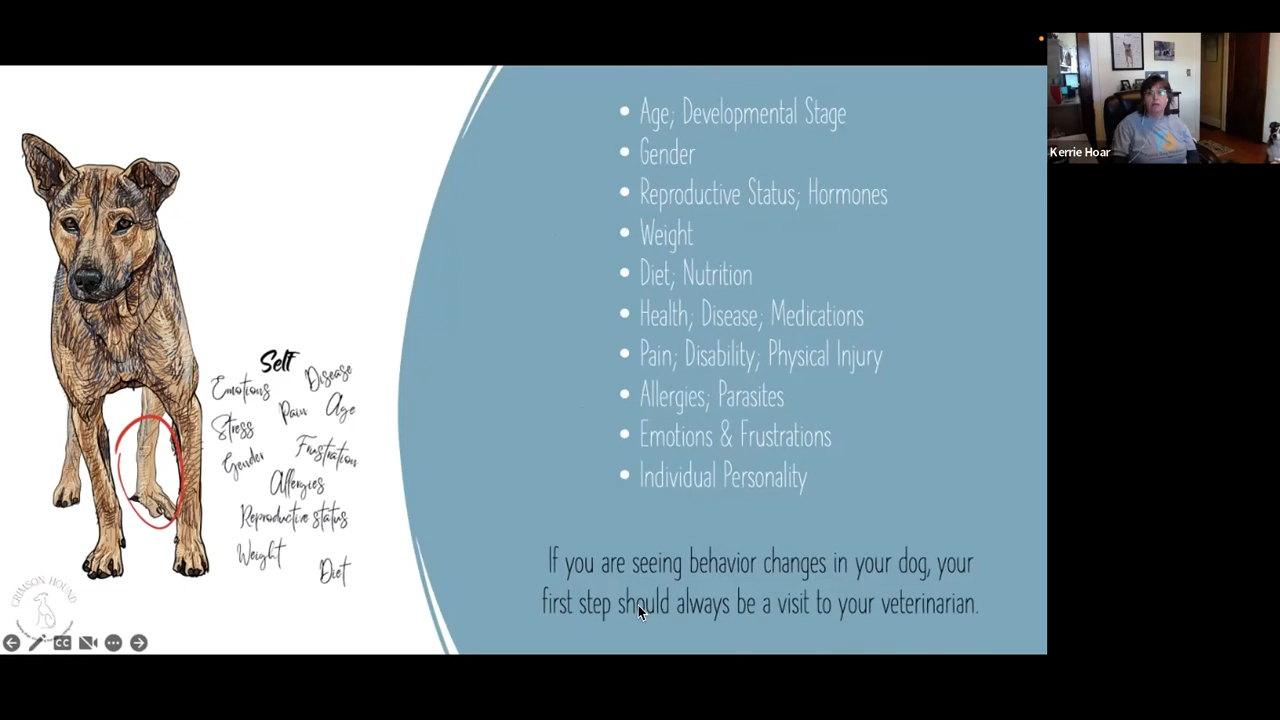 Age; Developmental Stage
Gender
Reproductive Status; Hormones
Weight
Diet; Nutrition
Health; Disease; Medications
Pain; Disability; Physical Injury
Allergies; Parasites
Emotions & Frustrations
Individual Personality
If you are seeing behavior changes in your dog, your
first step should always be a visit to your veterinarian.
Self
Emotions
Disease
Pain
Age
Stress
Gender
Frustration
Allergies
Reproductive status
Weight
Diet
CRIMSON HOUND
CC
Kerrie Hoar